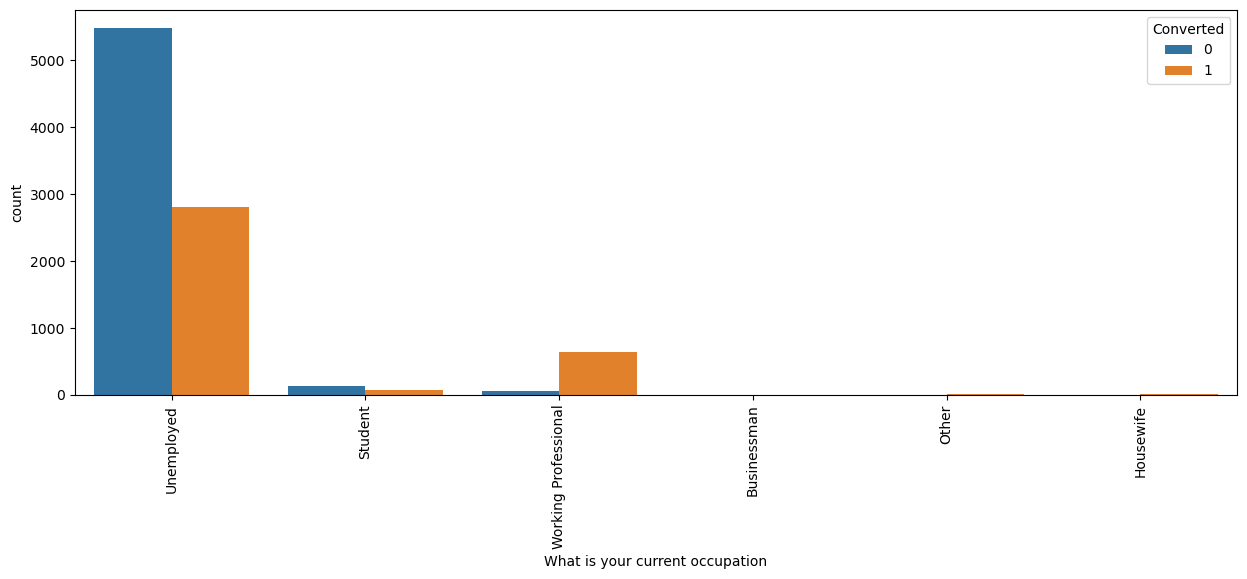 Converted
0
1
5000
4000
3000
2000
1000
0
count
Unemployed
Student
Working Professional
Businessman
Other
Housewife
What is your current occupation